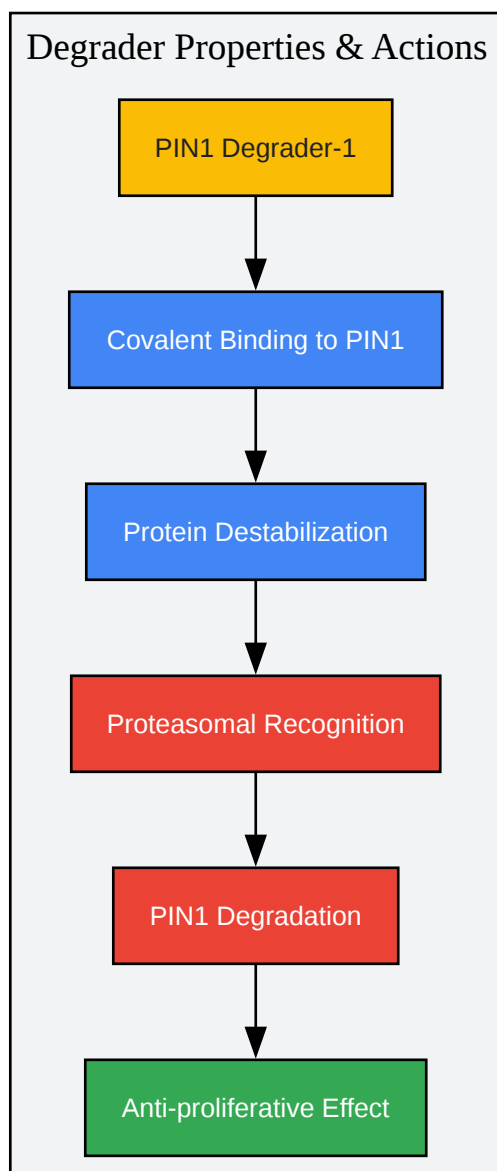 Degrader Properties & Actions
PIN1 Degrader-1
Covalent Binding to PIN1
Protein Destabilization
Proteasomal Recognition
PIN1 Degradation
Anti-proliferative Effect